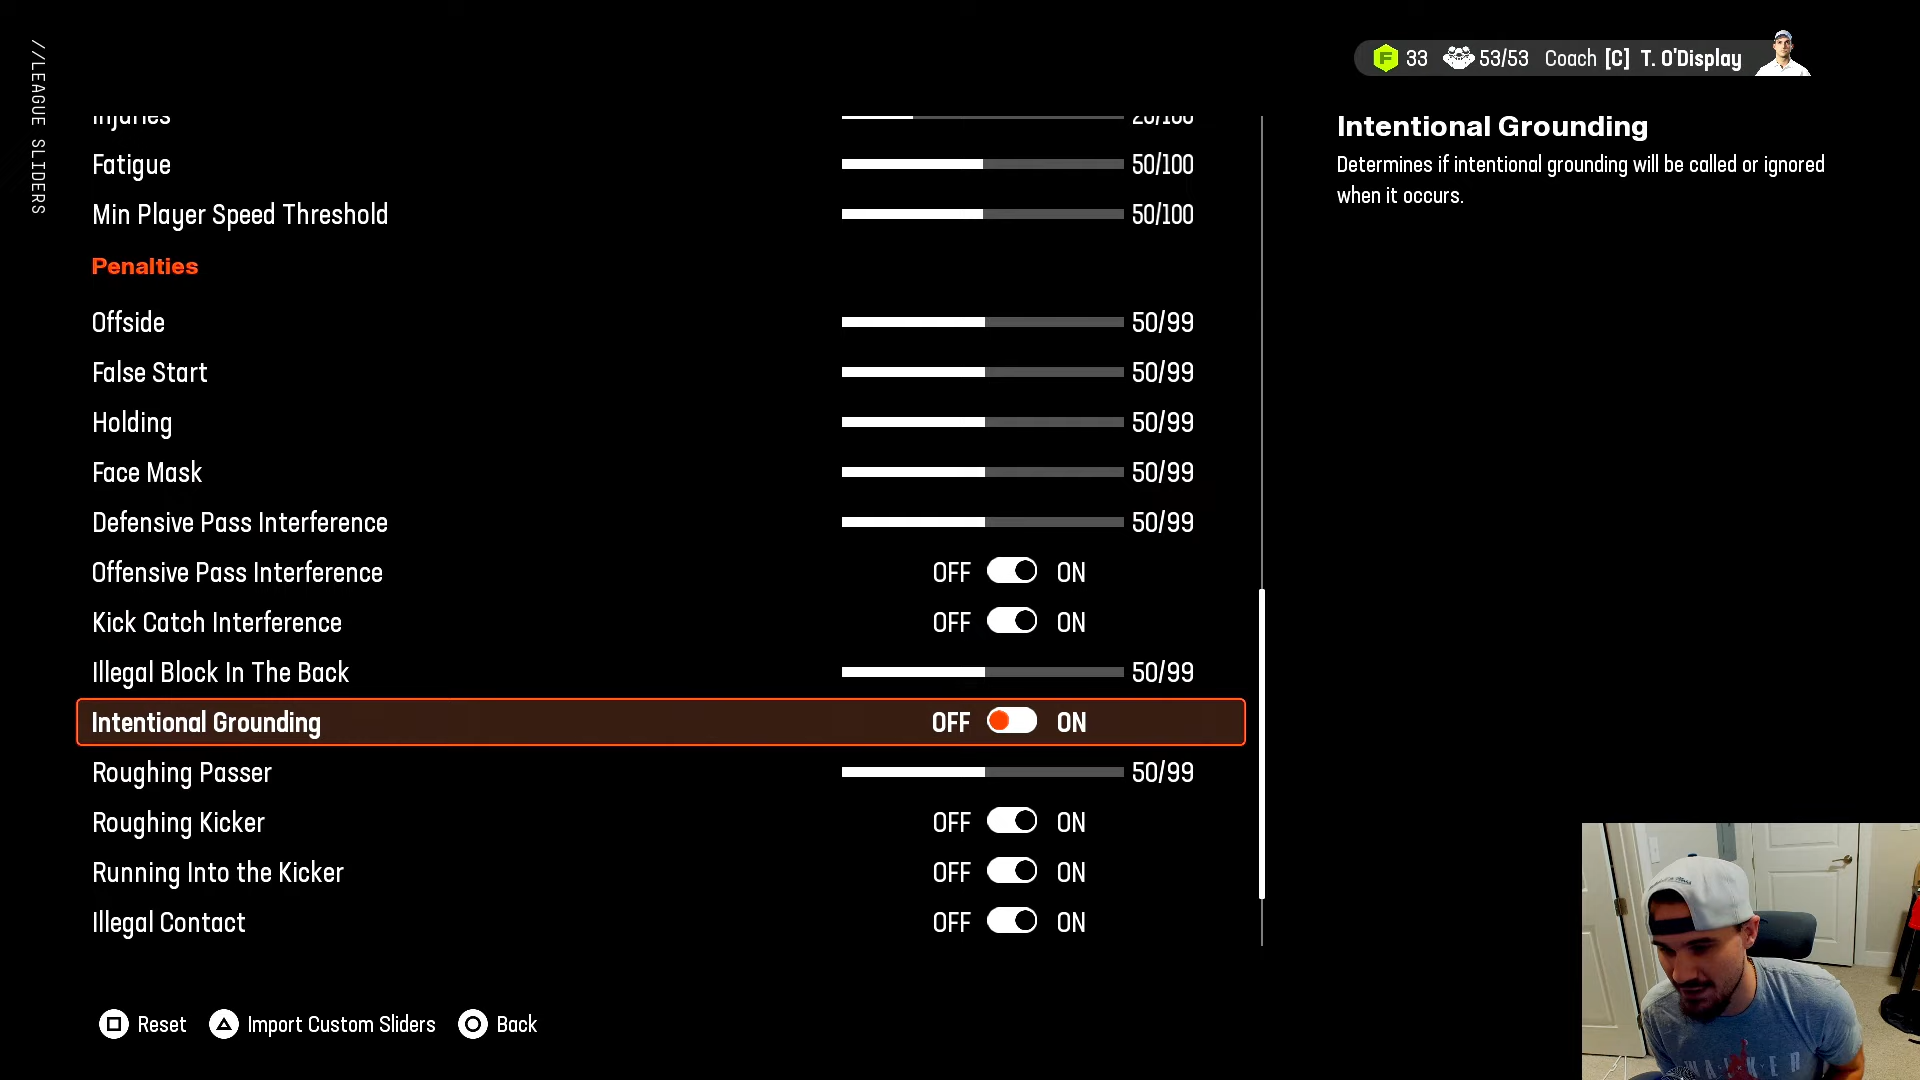 //LEAGUE SLIDERS
F 33 53/53 Coach [C] T. O'Display
Injuries
Fatigue 50/100
Min Player Speed Threshold 50/100
Penalties
Offside 50/99
False Start 50/99
Holding 50/99
Face Mask 50/99
Defensive Pass Interference 50/99
Offensive Pass Interference OFF ON
Kick Catch Interference OFF ON
Illegal Block In The Back 50/99
Intentional Grounding OFF ON
Roughing Passer 50/99
Roughing Kicker OFF ON
Running Into the Kicker OFF ON
Illegal Contact OFF ON
Intentional Grounding
Determines if intentional grounding will be called or ignored
when it occurs.
Reset Import Custom Sliders Back